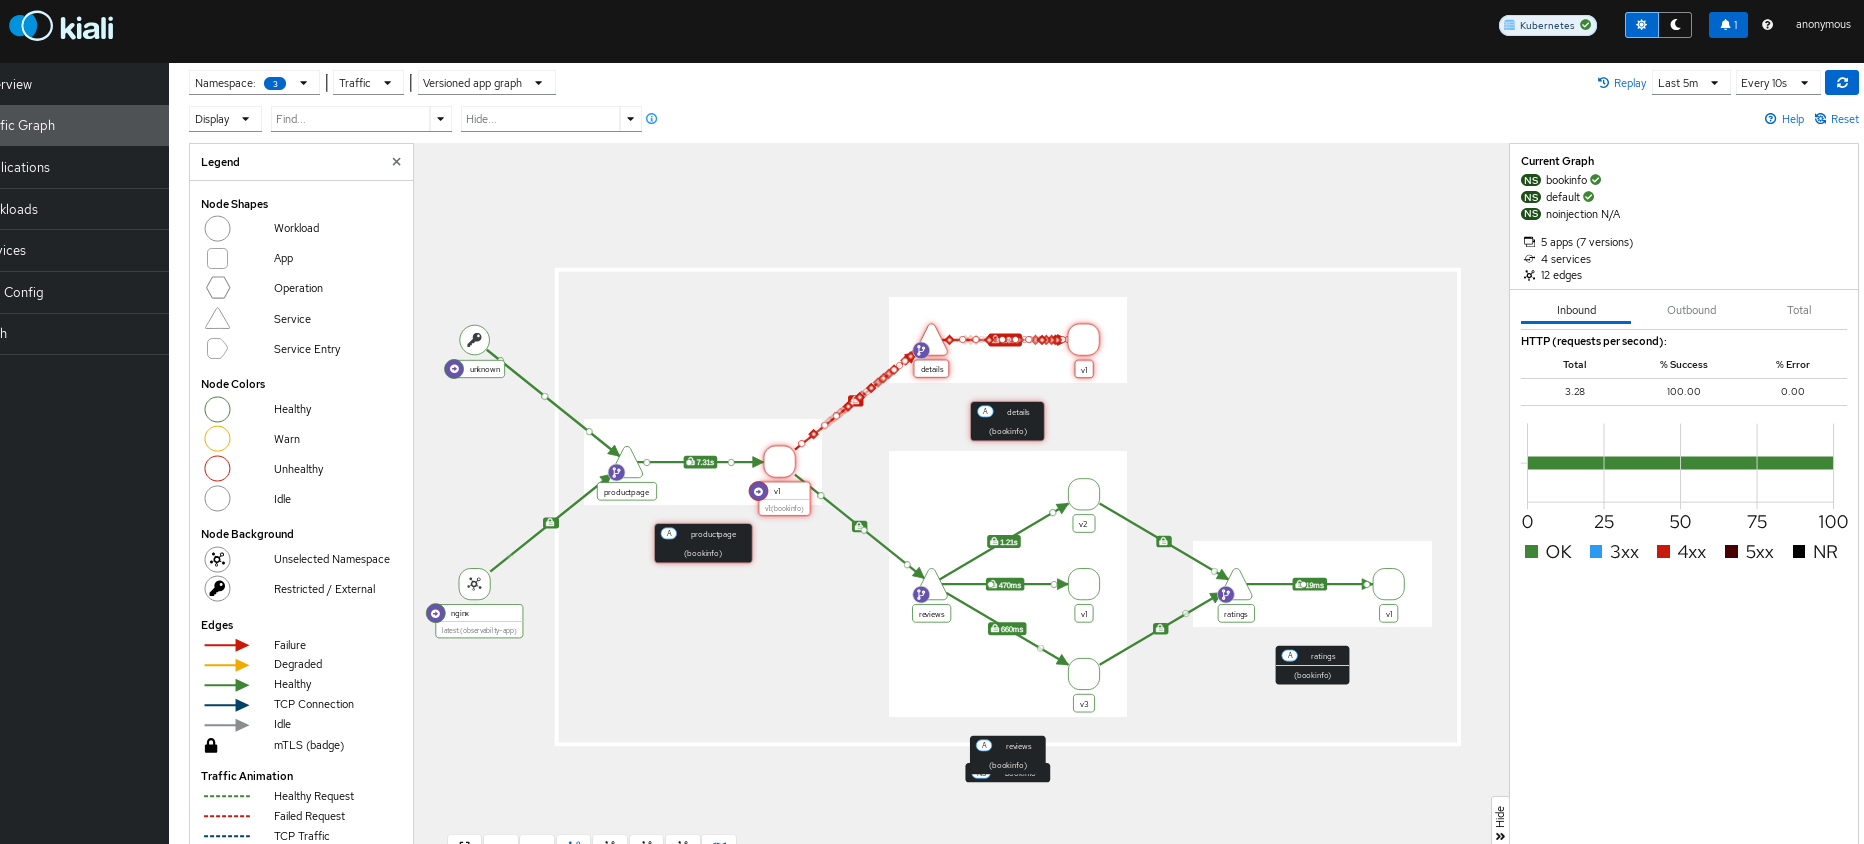 kiali
Kubernetes
1
anonymous
rview
fic Graph
lications
kloads
vices
Config
h
Namespace: 3
Traffic
Versioned app graph
Replay
Last 5m
Every 10s
Display
Find...
Hide...
Help
Reset
Legend
Node Shapes
Workload
App
Operation
Service
Service Entry
Node Colors
Healthy
Warn
Unhealthy
Idle
Node Background
Unselected Namespace
Restricted / External
Edges
Failure
Degraded
Healthy
TCP Connection
Idle
mTLS (badge)
Traffic Animation
Healthy Request
Failed Request
TCP Traffic
unknown
nginx
latest(observability-app)
productpage
7.31s
v1
v1(bookinfo)
A productpage
(bookinfo)
details
v1
A details
(bookinfo)
reviews
1.21s
470ms
660ms
v2
v1
v3
A reviews
(bookinfo)
ratings
19ms
v1
A ratings
(bookinfo)
Current Graph
NS bookinfo
NS default
NS noinjection N/A
5 apps (7 versions)
4 services
12 edges
Inbound
Outbound
Total
HTTP (requests per second):
Total % Success % Error
3.28 100.00 0.00
0 25 50 75 100
OK 3xx 4xx 5xx NR
Hide